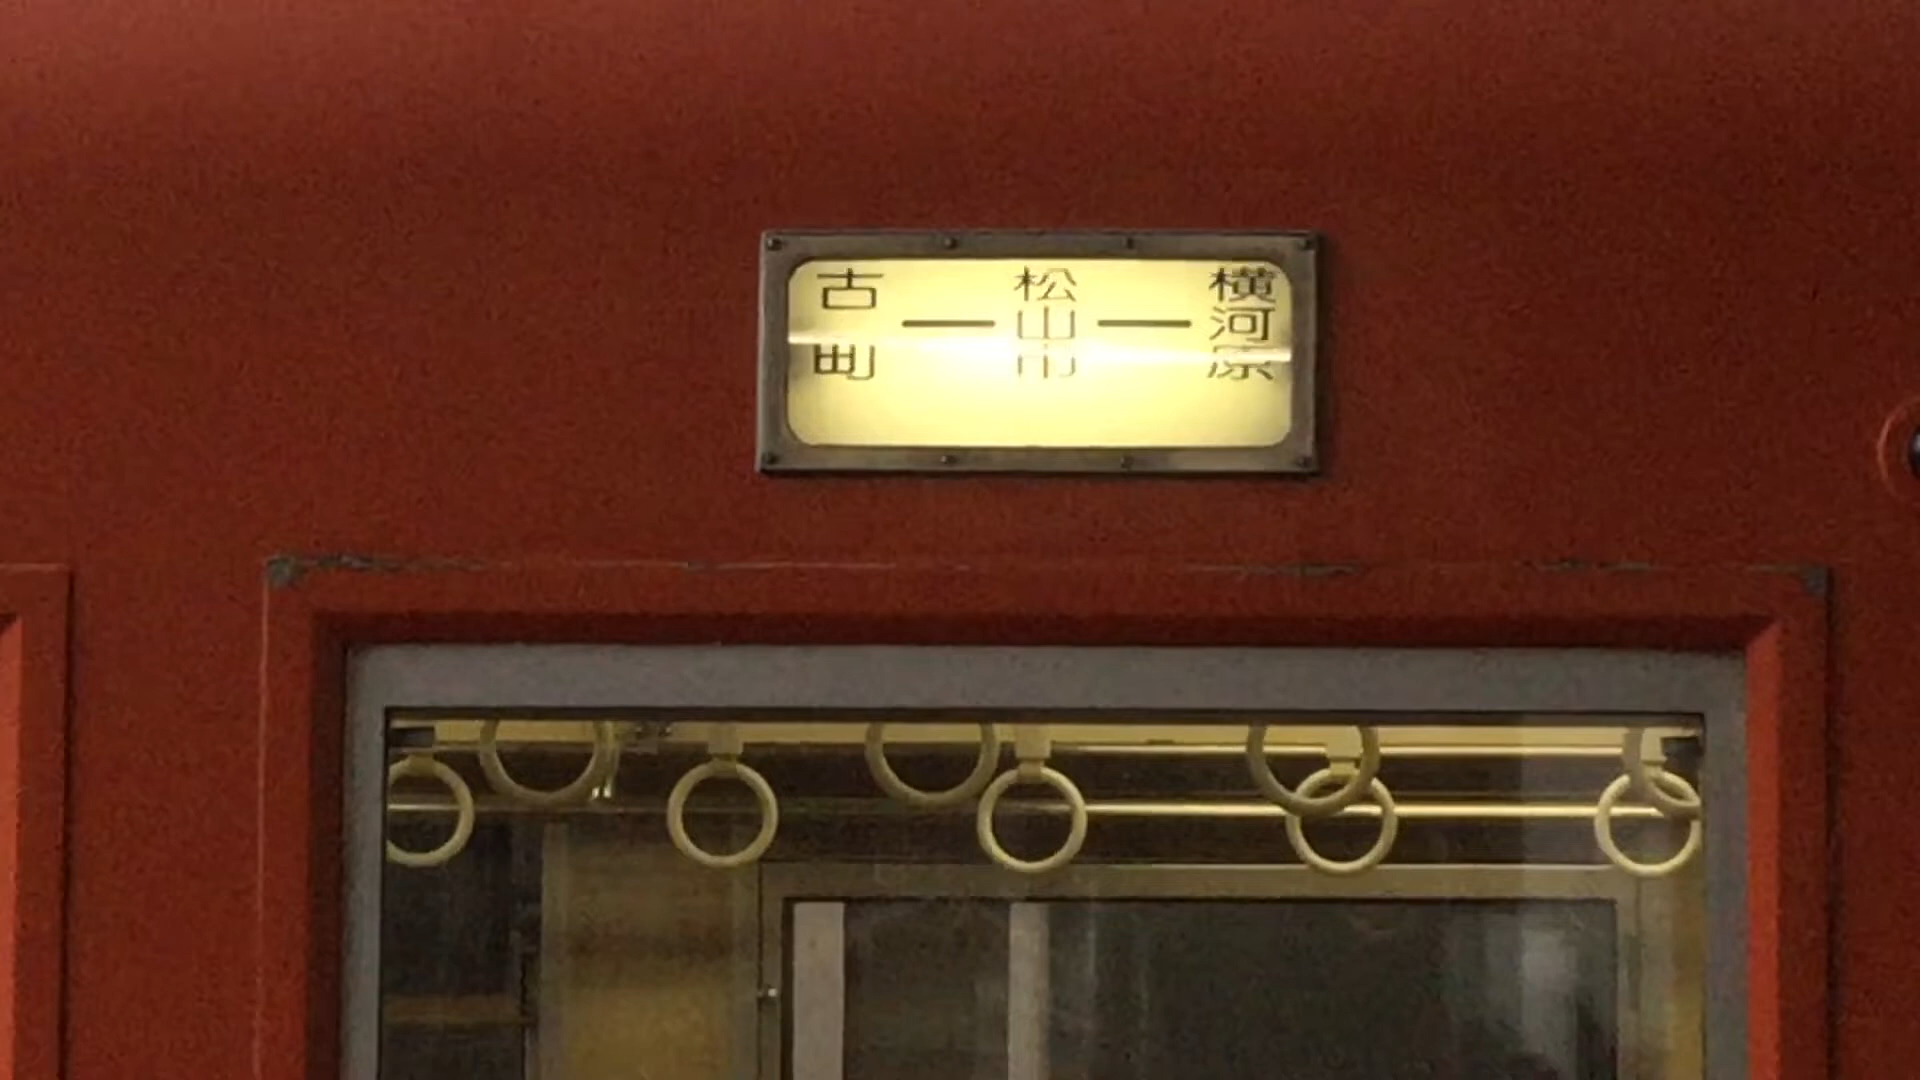 古町 ― 松山市 ― 横河原